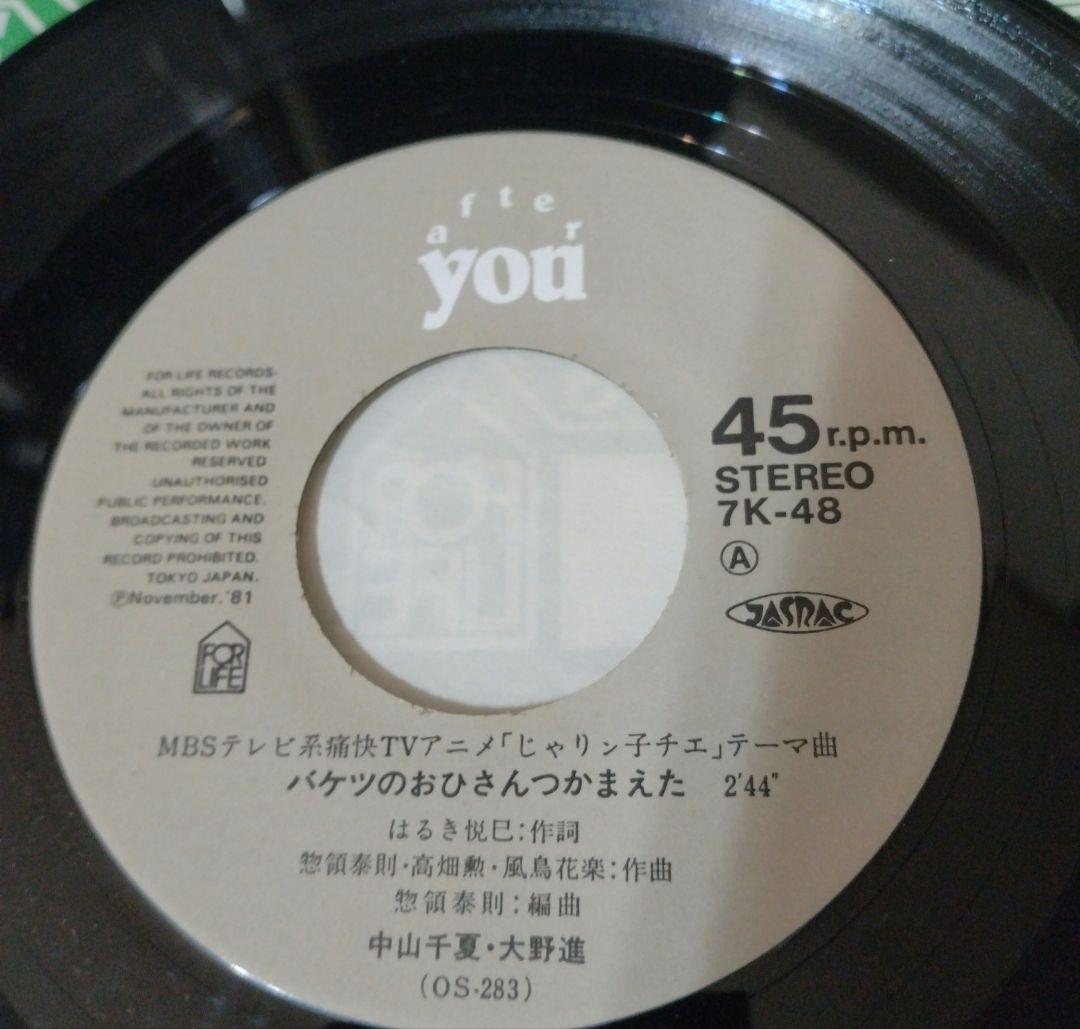 after
you
FOR LIFE RECORDS-
ALL RIGHTS OF THE
MANUFACTURER AND
OF THE OWNER OF
THE RECORDED WORK
RESERVED
UNAUTHORISED
PUBLIC PERFORMANCE.
BROADCASTING AND
COPYING OF THIS
RECORD PROHIBITED.
TOKYO JAPAN.
ⓟNovember.'81
FOR
LIFE
45r.p.m.
STEREO
7K-48
Ⓐ
JASRAC
MBSテレビ系痛快TVアニメ「じゃりン子チエ」テーマ曲
バケツのおひさんつかまえた 2'44"
はるき悦巳:作詞
惣領泰則・高畑勲・風鳥花楽:作曲
惣領泰則:編曲
中山千夏・大野進
(OS-283)